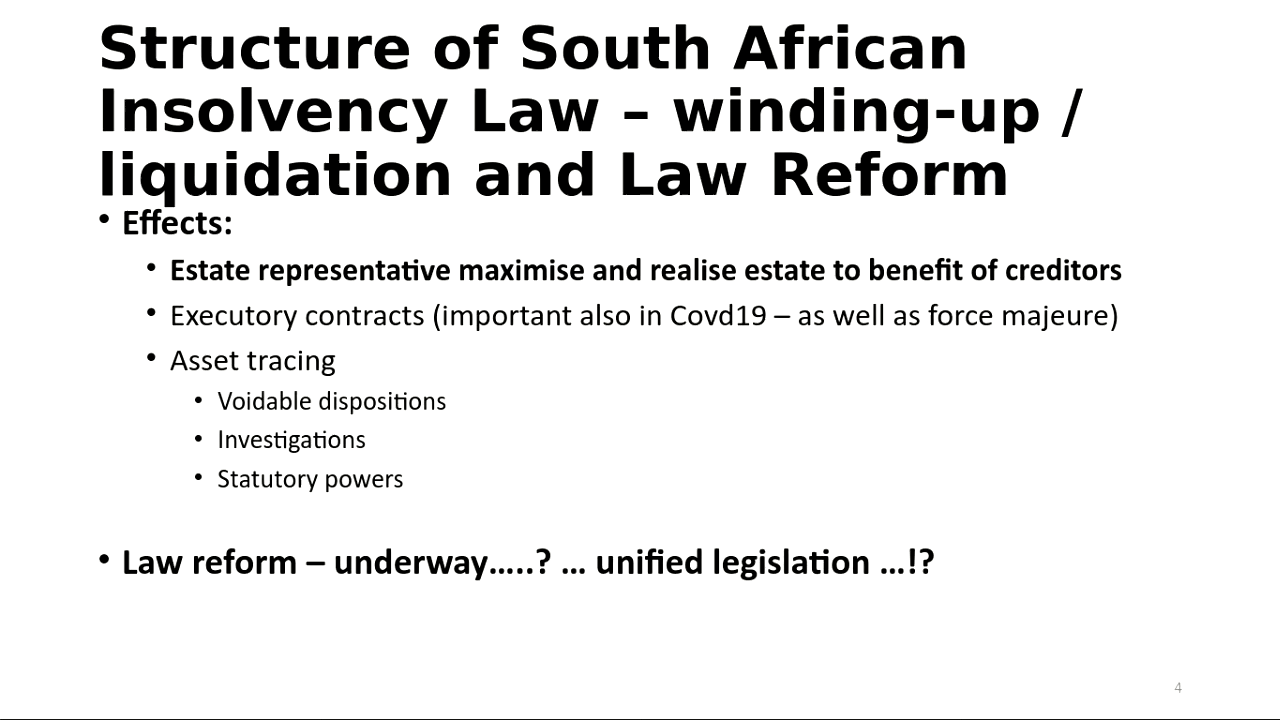 Structure of South African
Insolvency Law – winding-up /
liquidation and Law Reform
• Effects:
• Estate representative maximise and realise estate to benefit of creditors
• Executory contracts (important also in Covd19 – as well as force majeure)
• Asset tracing
• Voidable dispositions
• Investigations
• Statutory powers
• Law reform – underway…..? … unified legislation …!?
4